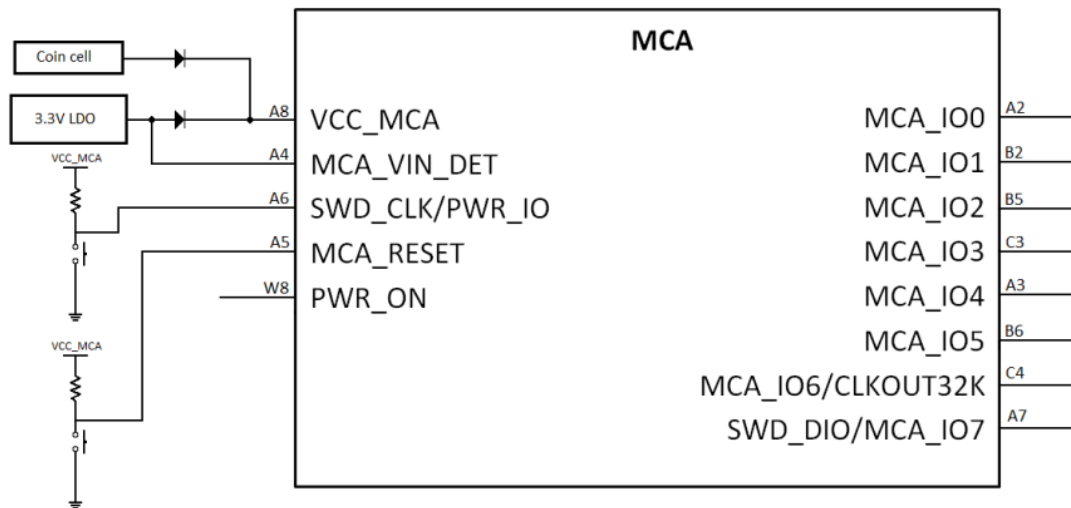 MCA
Coin cell
3.3V LDO
VCC_MCA
VCC_MCA
A8 VCC_MCA
A4 MCA_VIN_DET
A6 SWD_CLK/PWR_IO
A5 MCA_RESET
W8 PWR_ON
MCA_IO0 A2
MCA_IO1 B2
MCA_IO2 B5
MCA_IO3 C3
MCA_IO4 A3
MCA_IO5 B6
MCA_IO6/CLKOUT32K C4
SWD_DIO/MCA_IO7 A7